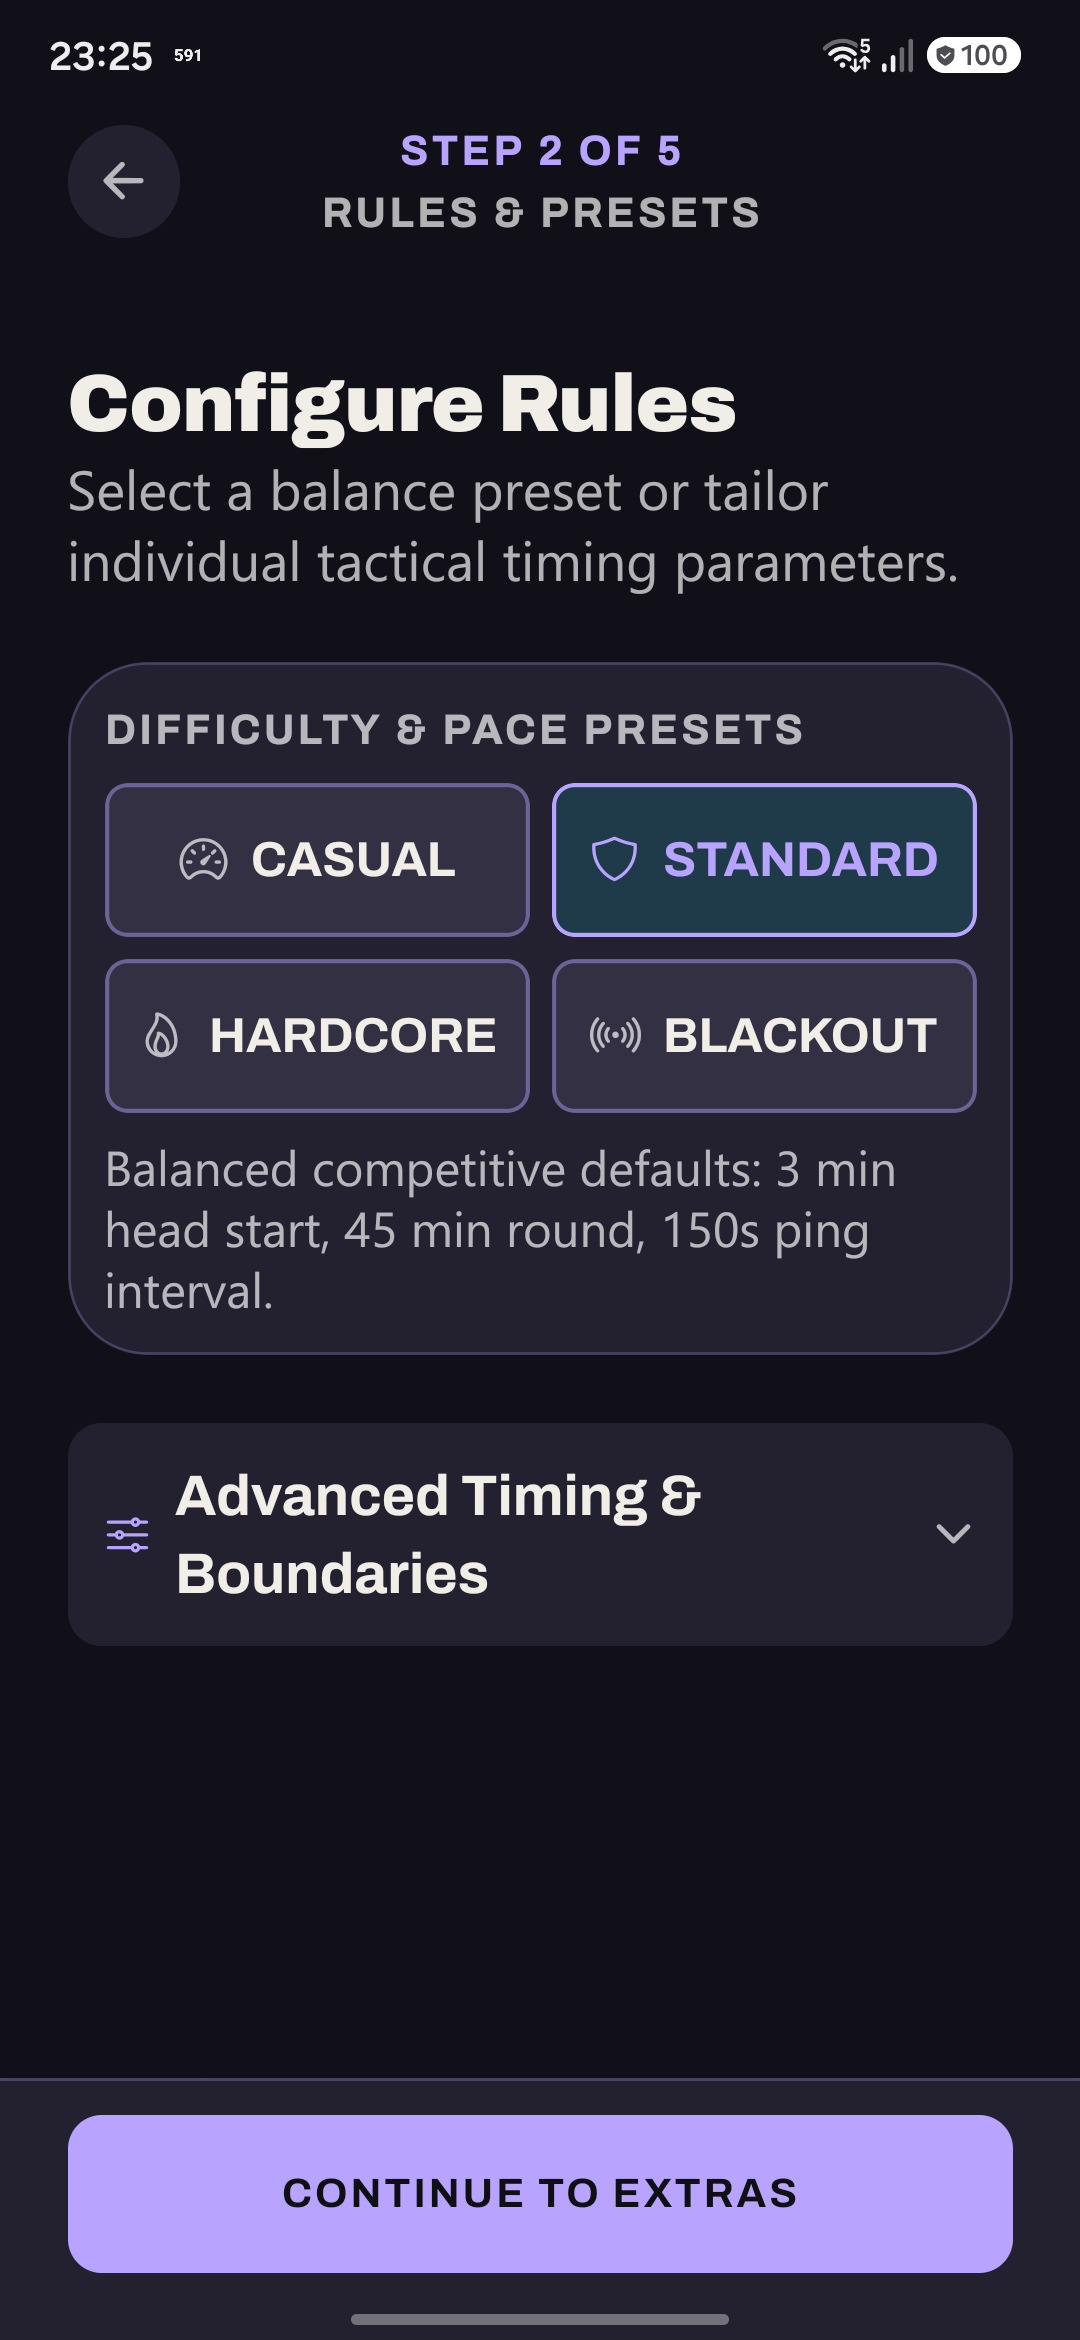 23:25 591 5 100
STEP 2 OF 5
RULES & PRESETS
Configure Rules
Select a balance preset or tailor
individual tactical timing parameters.
DIFFICULTY & PACE PRESETS
CASUAL
STANDARD
HARDCORE
BLACKOUT
Balanced competitive defaults: 3 min
head start, 45 min round, 150s ping
interval.
Advanced Timing &
Boundaries
CONTINUE TO EXTRAS